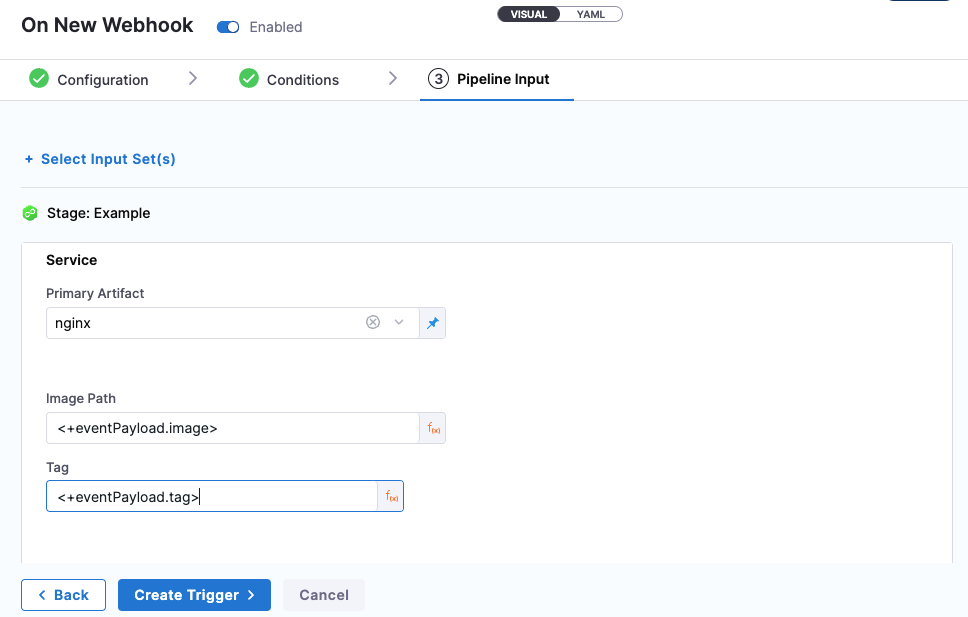 On New Webhook
Enabled
VISUAL
YAML
Configuration
Conditions
3
Pipeline Input
+ Select Input Set(s)
Stage: Example
Service
Primary Artifact
nginx
Image Path
<+eventPayload.image>
f(x)
Tag
<+eventPayload.tag>
f(x)
Back
Create Trigger
Cancel